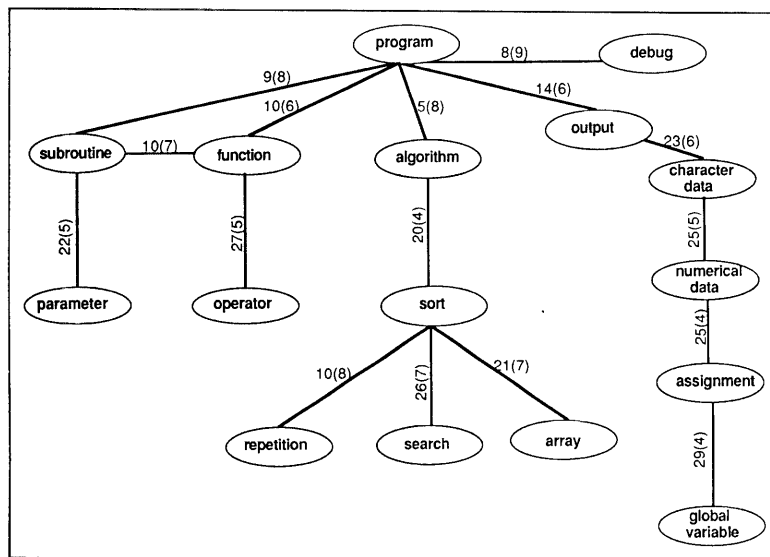 program
8(9)
debug
9(8)
10(6)
5(8)
14(6)
output
23(6)
subroutine
10(7)
function
algorithm
character
data
22(5)
27(5)
20(4)
25(5)
numerical
data
parameter
operator
sort
25(4)
10(8)
26(7)
21(7)
assignment
repetition
search
array
29(4)
global
variable